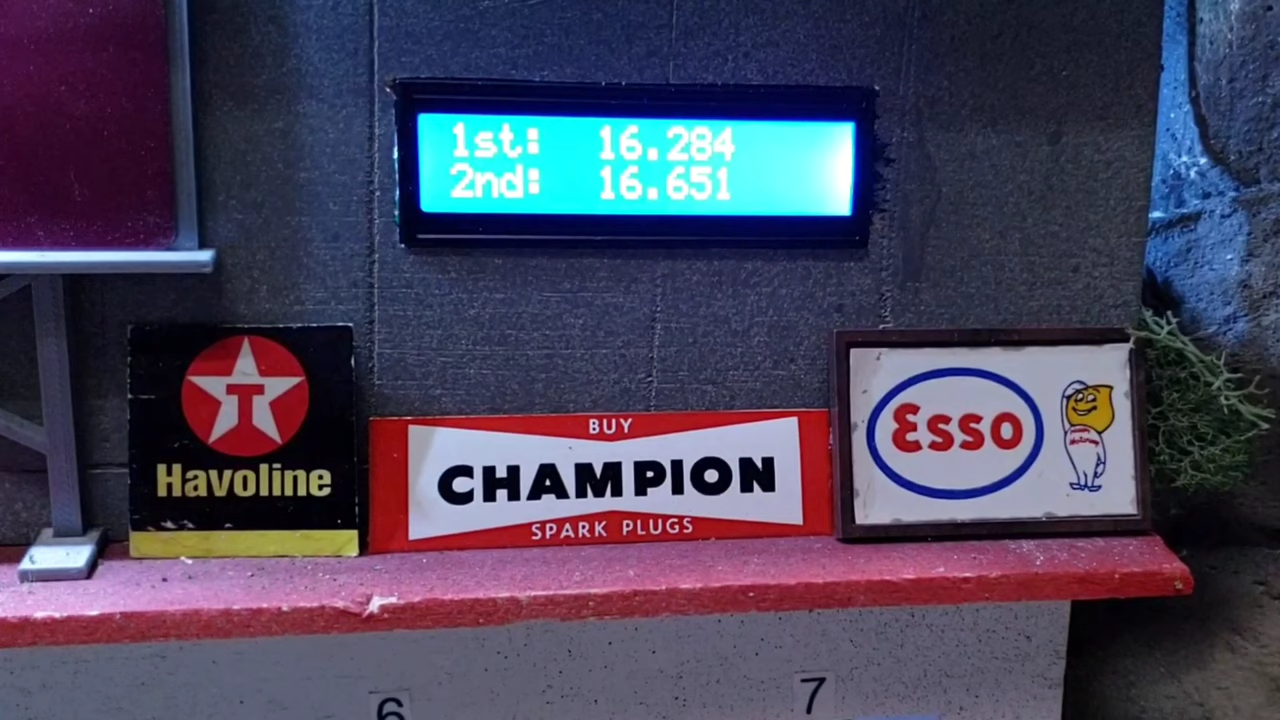 1st: 16.284
2nd: 16.651
T
Havoline
BUY
CHAMPION
SPARK PLUGS
Esso
6
7